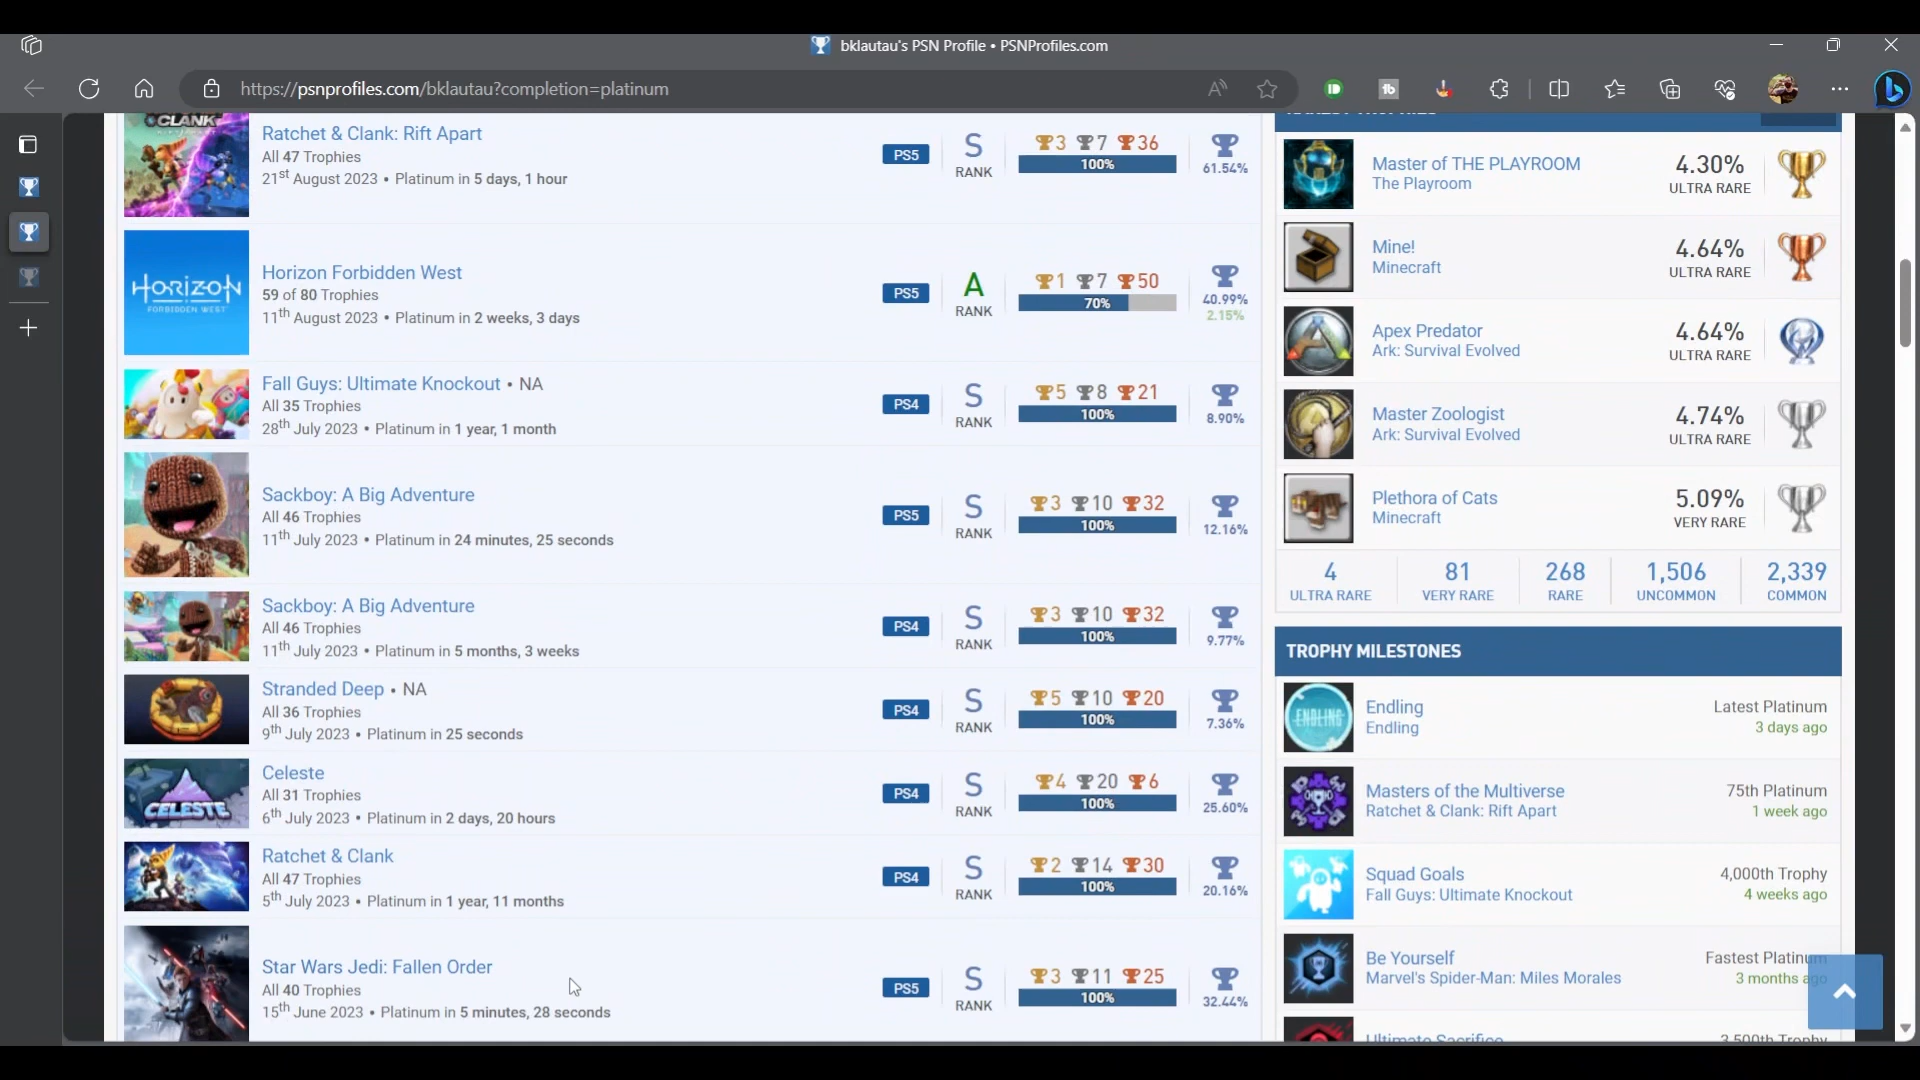 bklautau's PSN Profile • PSNProfiles.com
https://psnprofiles.com/bklautau?completion=platinum
CLANK
Ratchet & Clank: Rift Apart
All 47 Trophies
21st August 2023 • Platinum in 5 days, 1 hour
PS5
S
RANK
3 7 36
100%
61.54%
HORIZON
FORBIDDEN WEST
Horizon Forbidden West
59 of 80 Trophies
11th August 2023 • Platinum in 2 weeks, 3 days
PS5
A
RANK
1 7 50
70%
40.99%
2.15%
Fall Guys: Ultimate Knockout • NA
All 35 Trophies
28th July 2023 • Platinum in 1 year, 1 month
PS4
S
RANK
5 8 21
100%
8.90%
Sackboy: A Big Adventure
All 46 Trophies
11th July 2023 • Platinum in 24 minutes, 25 seconds
PS5
S
RANK
3 10 32
100%
12.16%
Sackboy: A Big Adventure
All 46 Trophies
11th July 2023 • Platinum in 5 months, 3 weeks
PS4
S
RANK
3 10 32
100%
9.77%
Stranded Deep • NA
All 36 Trophies
9th July 2023 • Platinum in 25 seconds
PS4
S
RANK
5 10 20
100%
7.36%
CELESTE
Celeste
All 31 Trophies
6th July 2023 • Platinum in 2 days, 20 hours
PS4
S
RANK
4 20 6
100%
25.60%
Ratchet & Clank
All 47 Trophies
5th July 2023 • Platinum in 1 year, 11 months
PS4
S
RANK
2 14 30
100%
20.16%
Star Wars Jedi: Fallen Order
All 40 Trophies
15th June 2023 • Platinum in 5 minutes, 28 seconds
PS5
S
RANK
3 11 25
100%
32.44%
Master of THE PLAYROOM
The Playroom
4.30%
ULTRA RARE
Mine!
Minecraft
4.64%
ULTRA RARE
Apex Predator
Ark: Survival Evolved
4.64%
ULTRA RARE
Master Zoologist
Ark: Survival Evolved
4.74%
ULTRA RARE
Plethora of Cats
Minecraft
5.09%
VERY RARE
4 81 268 1,506 2,339
ULTRA RARE VERY RARE RARE UNCOMMON COMMON
TROPHY MILESTONES
ENDLING
Endling
Endling
Latest Platinum
3 days ago
Masters of the Multiverse
Ratchet & Clank: Rift Apart
75th Platinum
1 week ago
Squad Goals
Fall Guys: Ultimate Knockout
4,000th Trophy
4 weeks ago
Be Yourself
Marvel's Spider-Man: Miles Morales
Fastest Platinum
3 months ago
Ultimate Sacrifice
3,500th Trophy